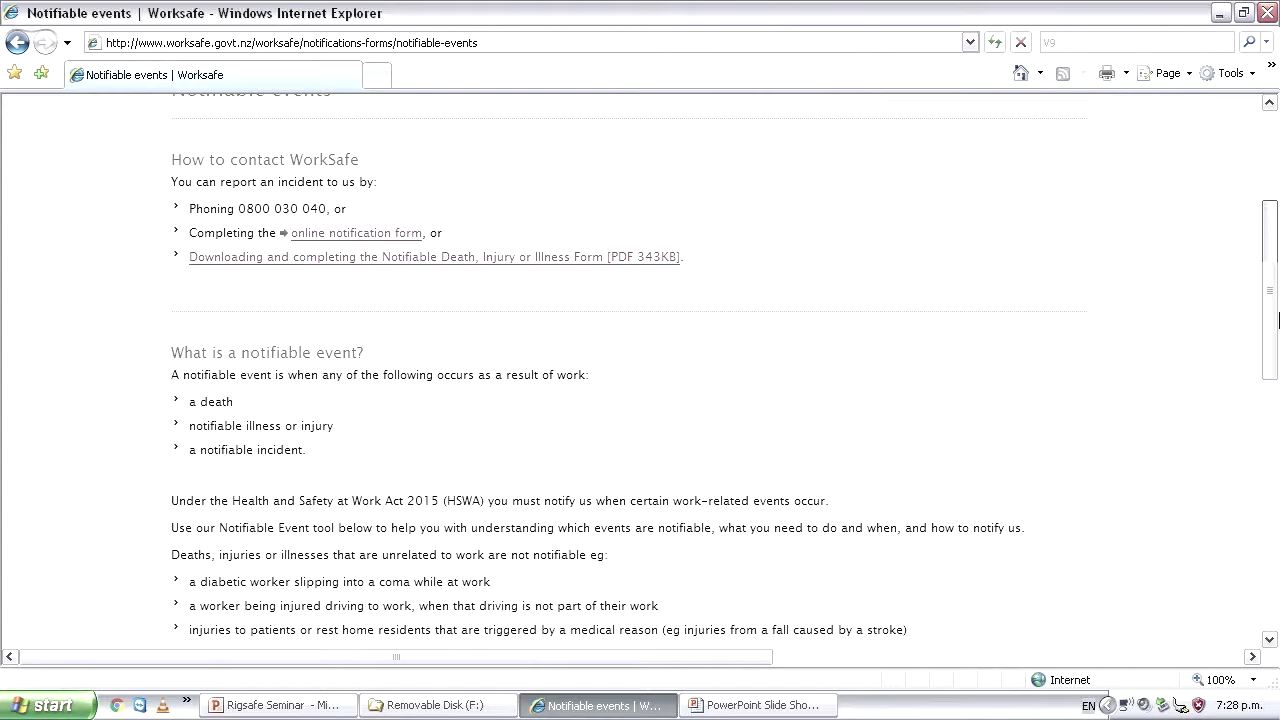 Notifiable events | Worksafe - Windows Internet Explorer
http://www.worksafe.govt.nz/worksafe/notifications-forms/notifiable-events
V9
Notifiable events | Worksafe
Page
Tools
Notifiable events
How to contact WorkSafe
You can report an incident to us by:
Phoning 0800 030 040, or
Completing the online notification form, or
Downloading and completing the Notifiable Death, Injury or Illness Form [PDF 343KB].
What is a notifiable event?
A notifiable event is when any of the following occurs as a result of work:
a death
notifiable illness or injury
a notifiable incident.
Under the Health and Safety at Work Act 2015 (HSWA) you must notify us when certain work-related events occur.
Use our Notifiable Event tool below to help you with understanding which events are notifiable, what you need to do and when, and how to notify us.
Deaths, injuries or illnesses that are unrelated to work are not notifiable eg:
a diabetic worker slipping into a coma while at work
a worker being injured driving to work, when that driving is not part of their work
injuries to patients or rest home residents that are triggered by a medical reason (eg injuries from a fall caused by a stroke)
Internet
100%
start
Rigsafe Seminar - Mi...
Removable Disk (F:)
Notifiable events | W...
PowerPoint Slide Sho...
EN
7:28 p.m.